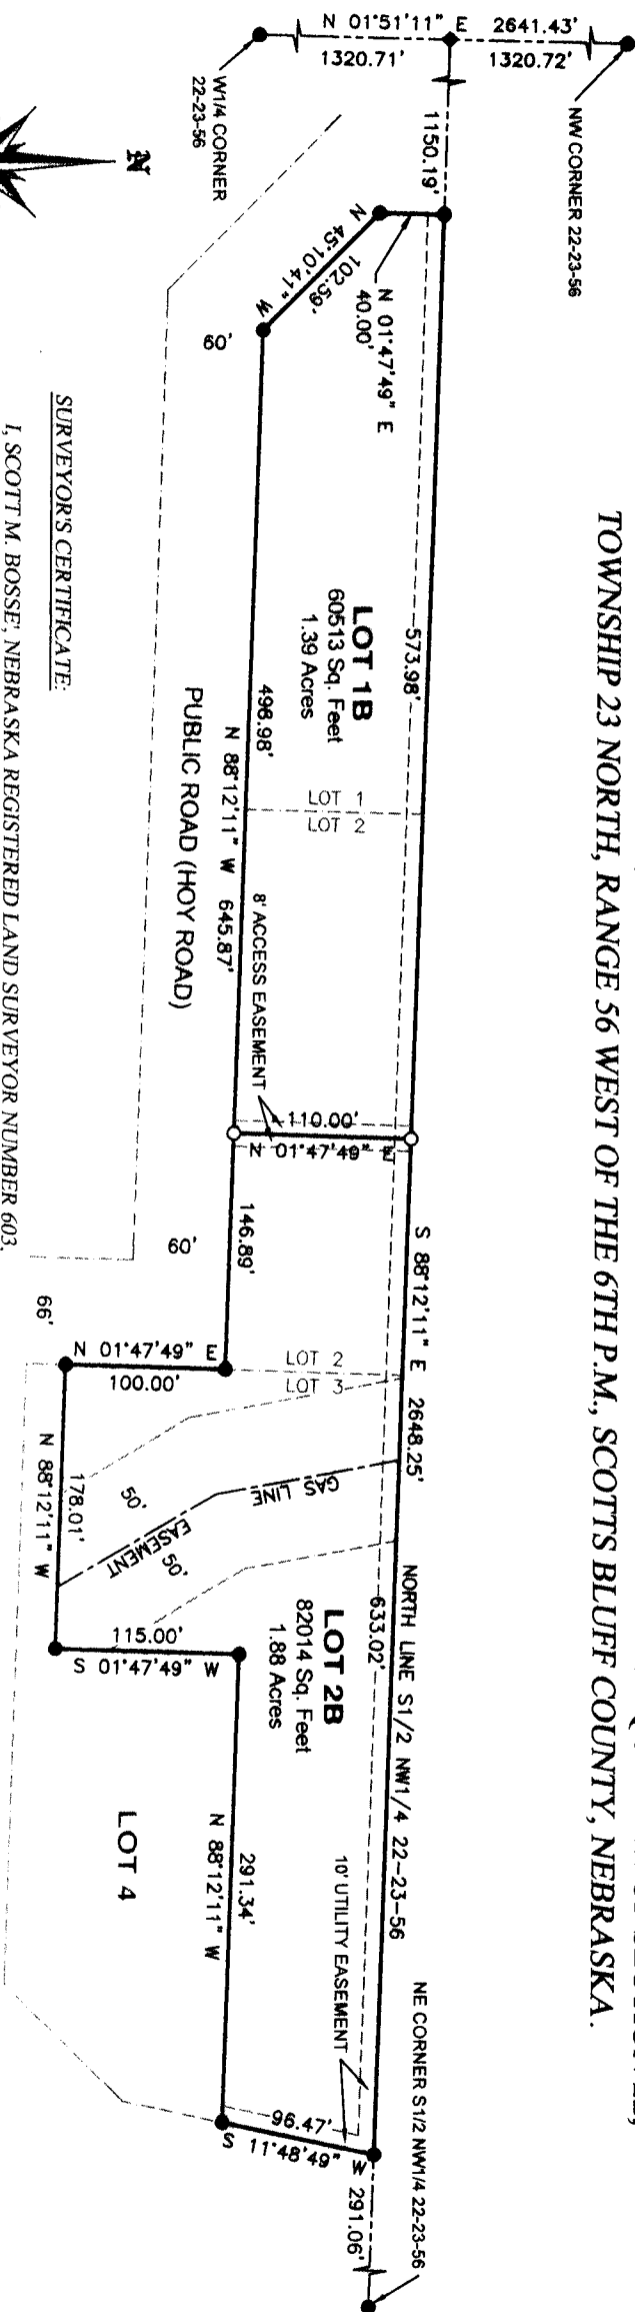 TOWNSHIP 23 NORTH, RANGE 56 WEST OF THE 6TH P.M., SCOTTS BLUFF COUNTY, NEBRASKA.
NW CORNER 22-23-56
N 01°51'11" E 2641.43'
1320.71' 1320.72'
W1/4 CORNER
22-23-56
N
1150.19'
N 01°47'49" E
40.00'
N 45°10'41" W
102.59'
60'
573.98'
LOT 1B
60513 Sq. Feet
1.39 Acres
LOT 1
LOT 2
498.98'
N 88°12'11" W 645.87'
PUBLIC ROAD (HOY ROAD)
8' ACCESS EASEMENT
110.00'
N 01°47'49" E
146.89'
60'
66'
S 88°12'11" E 2648.25'
NORTH LINE S1/2 NW1/4 22-23-56
LOT 2
LOT 3
N 01°47'49" E
100.00'
GAS LINE
EASEMENT
50'
50'
178.01'
N 88°12'11" W
633.02'
LOT 2B
82014 Sq. Feet
1.88 Acres
115.00'
S 01°47'49" W
291.34'
N 88°12'11" W
LOT 4
10' UTILITY EASEMENT
96.47'
S 11°48'49" W
291.06'
NE CORNER S1/2 NW1/4 22-23-56
SURVEYOR'S CERTIFICATE:
I, SCOTT M. BOSSE', NEBRASKA REGISTERED LAND SURVEYOR NUMBER 603,